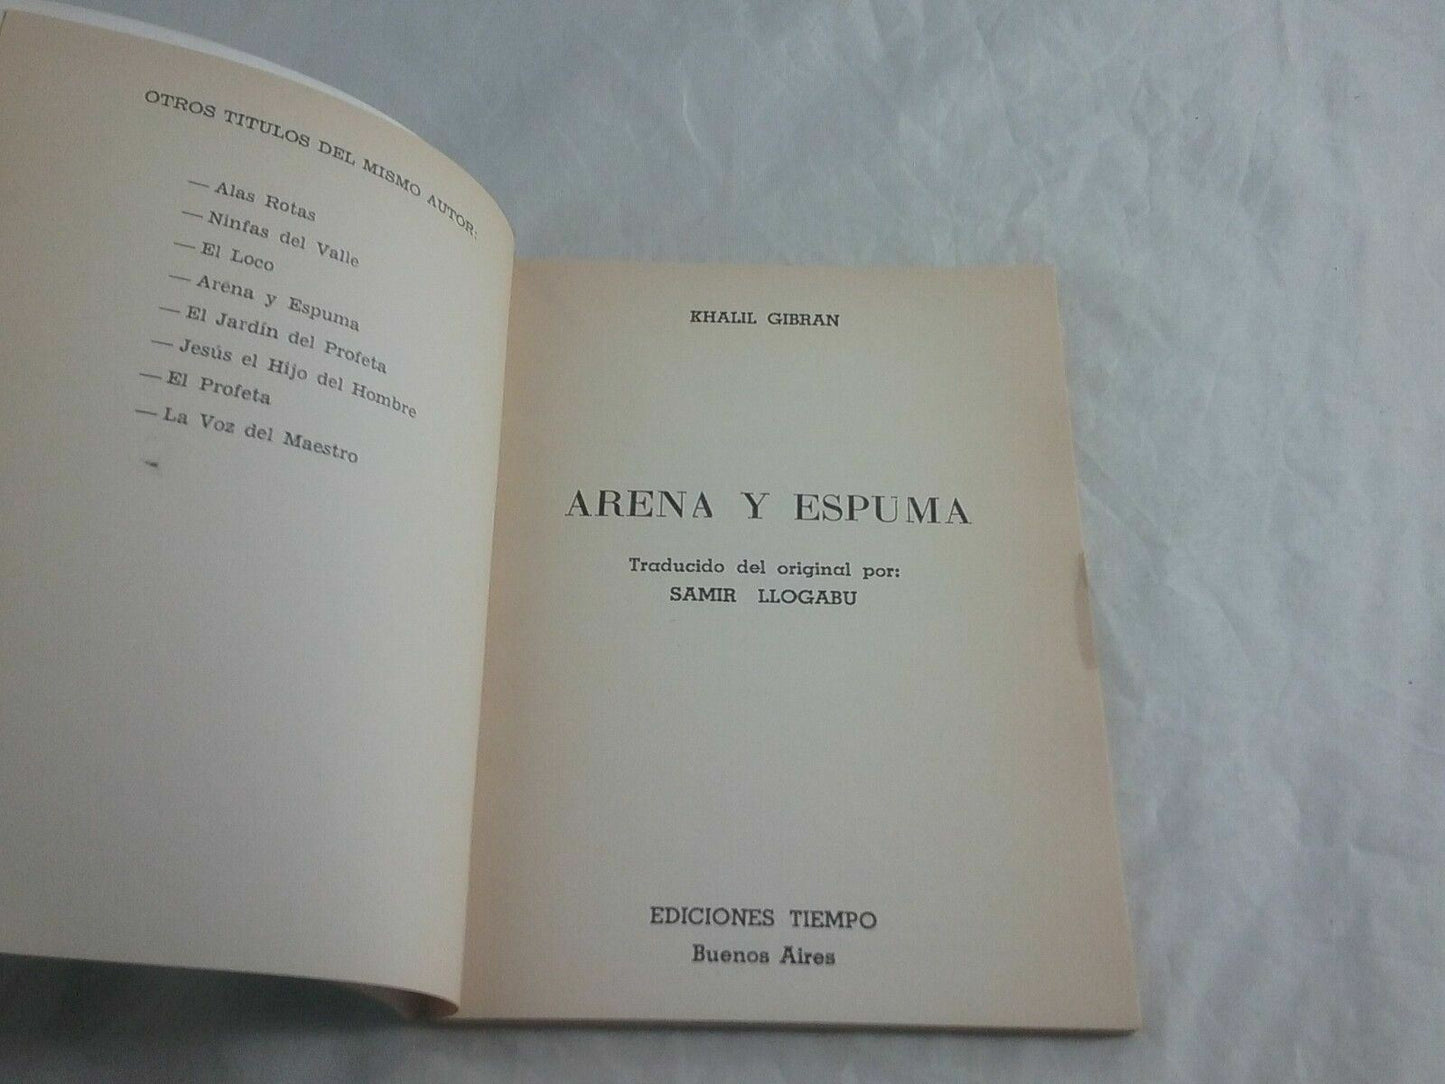 OTROS TITULOS DEL MISMO AUTOR:
— Alas Rotas
— Ninfas del Valle
— El Loco
— Arena y Espuma
— El Jardín del Profeta
— Jesús el Hijo del Hombre
— El Profeta
— La Voz del Maestro
KHALIL GIBRAN
ARENA Y ESPUMA
Traducido del original por:
SAMIR LLOGABU
EDICIONES TIEMPO
Buenos Aires